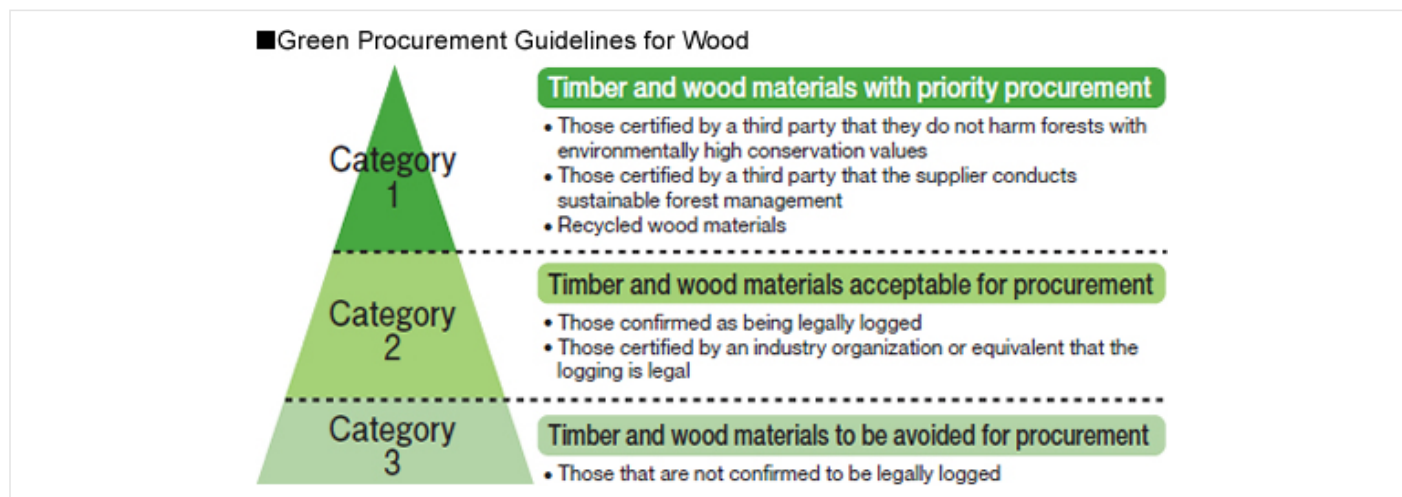 ■Green Procurement Guidelines for Wood
Category
1
Timber and wood materials with priority procurement
• Those certified by a third party that they do not harm forests with
environmentally high conservation values
• Those certified by a third party that the supplier conducts
sustainable forest management
• Recycled wood materials
Category
2
Timber and wood materials acceptable for procurement
• Those confirmed as being legally logged
• Those certified by an industry organization or equivalent that the
logging is legal
Category
3
Timber and wood materials to be avoided for procurement
• Those that are not confirmed to be legally logged